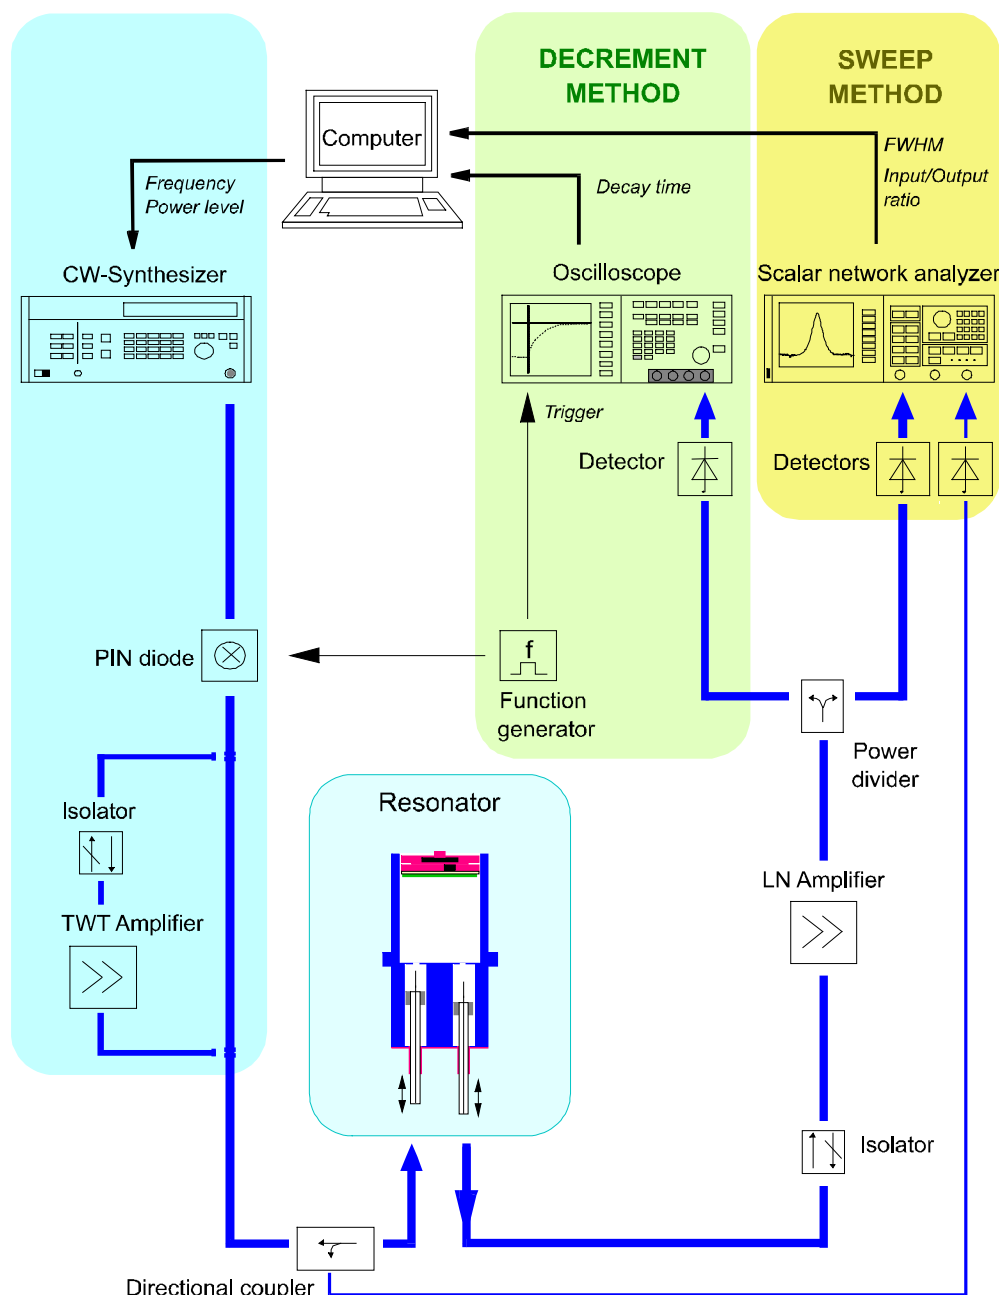 DECREMENT
METHOD
SWEEP
METHOD
Computer
FWHM
Input/Output
ratio
Frequency
Power level
Decay time
CW-Synthesizer
Oscilloscope
Scalar network analyzer
Trigger
Detector
Detectors
PIN diode
f
Function
generator
Power
divider
Resonator
Isolator
LN Amplifier
TWT Amplifier
Isolator
Directional coupler